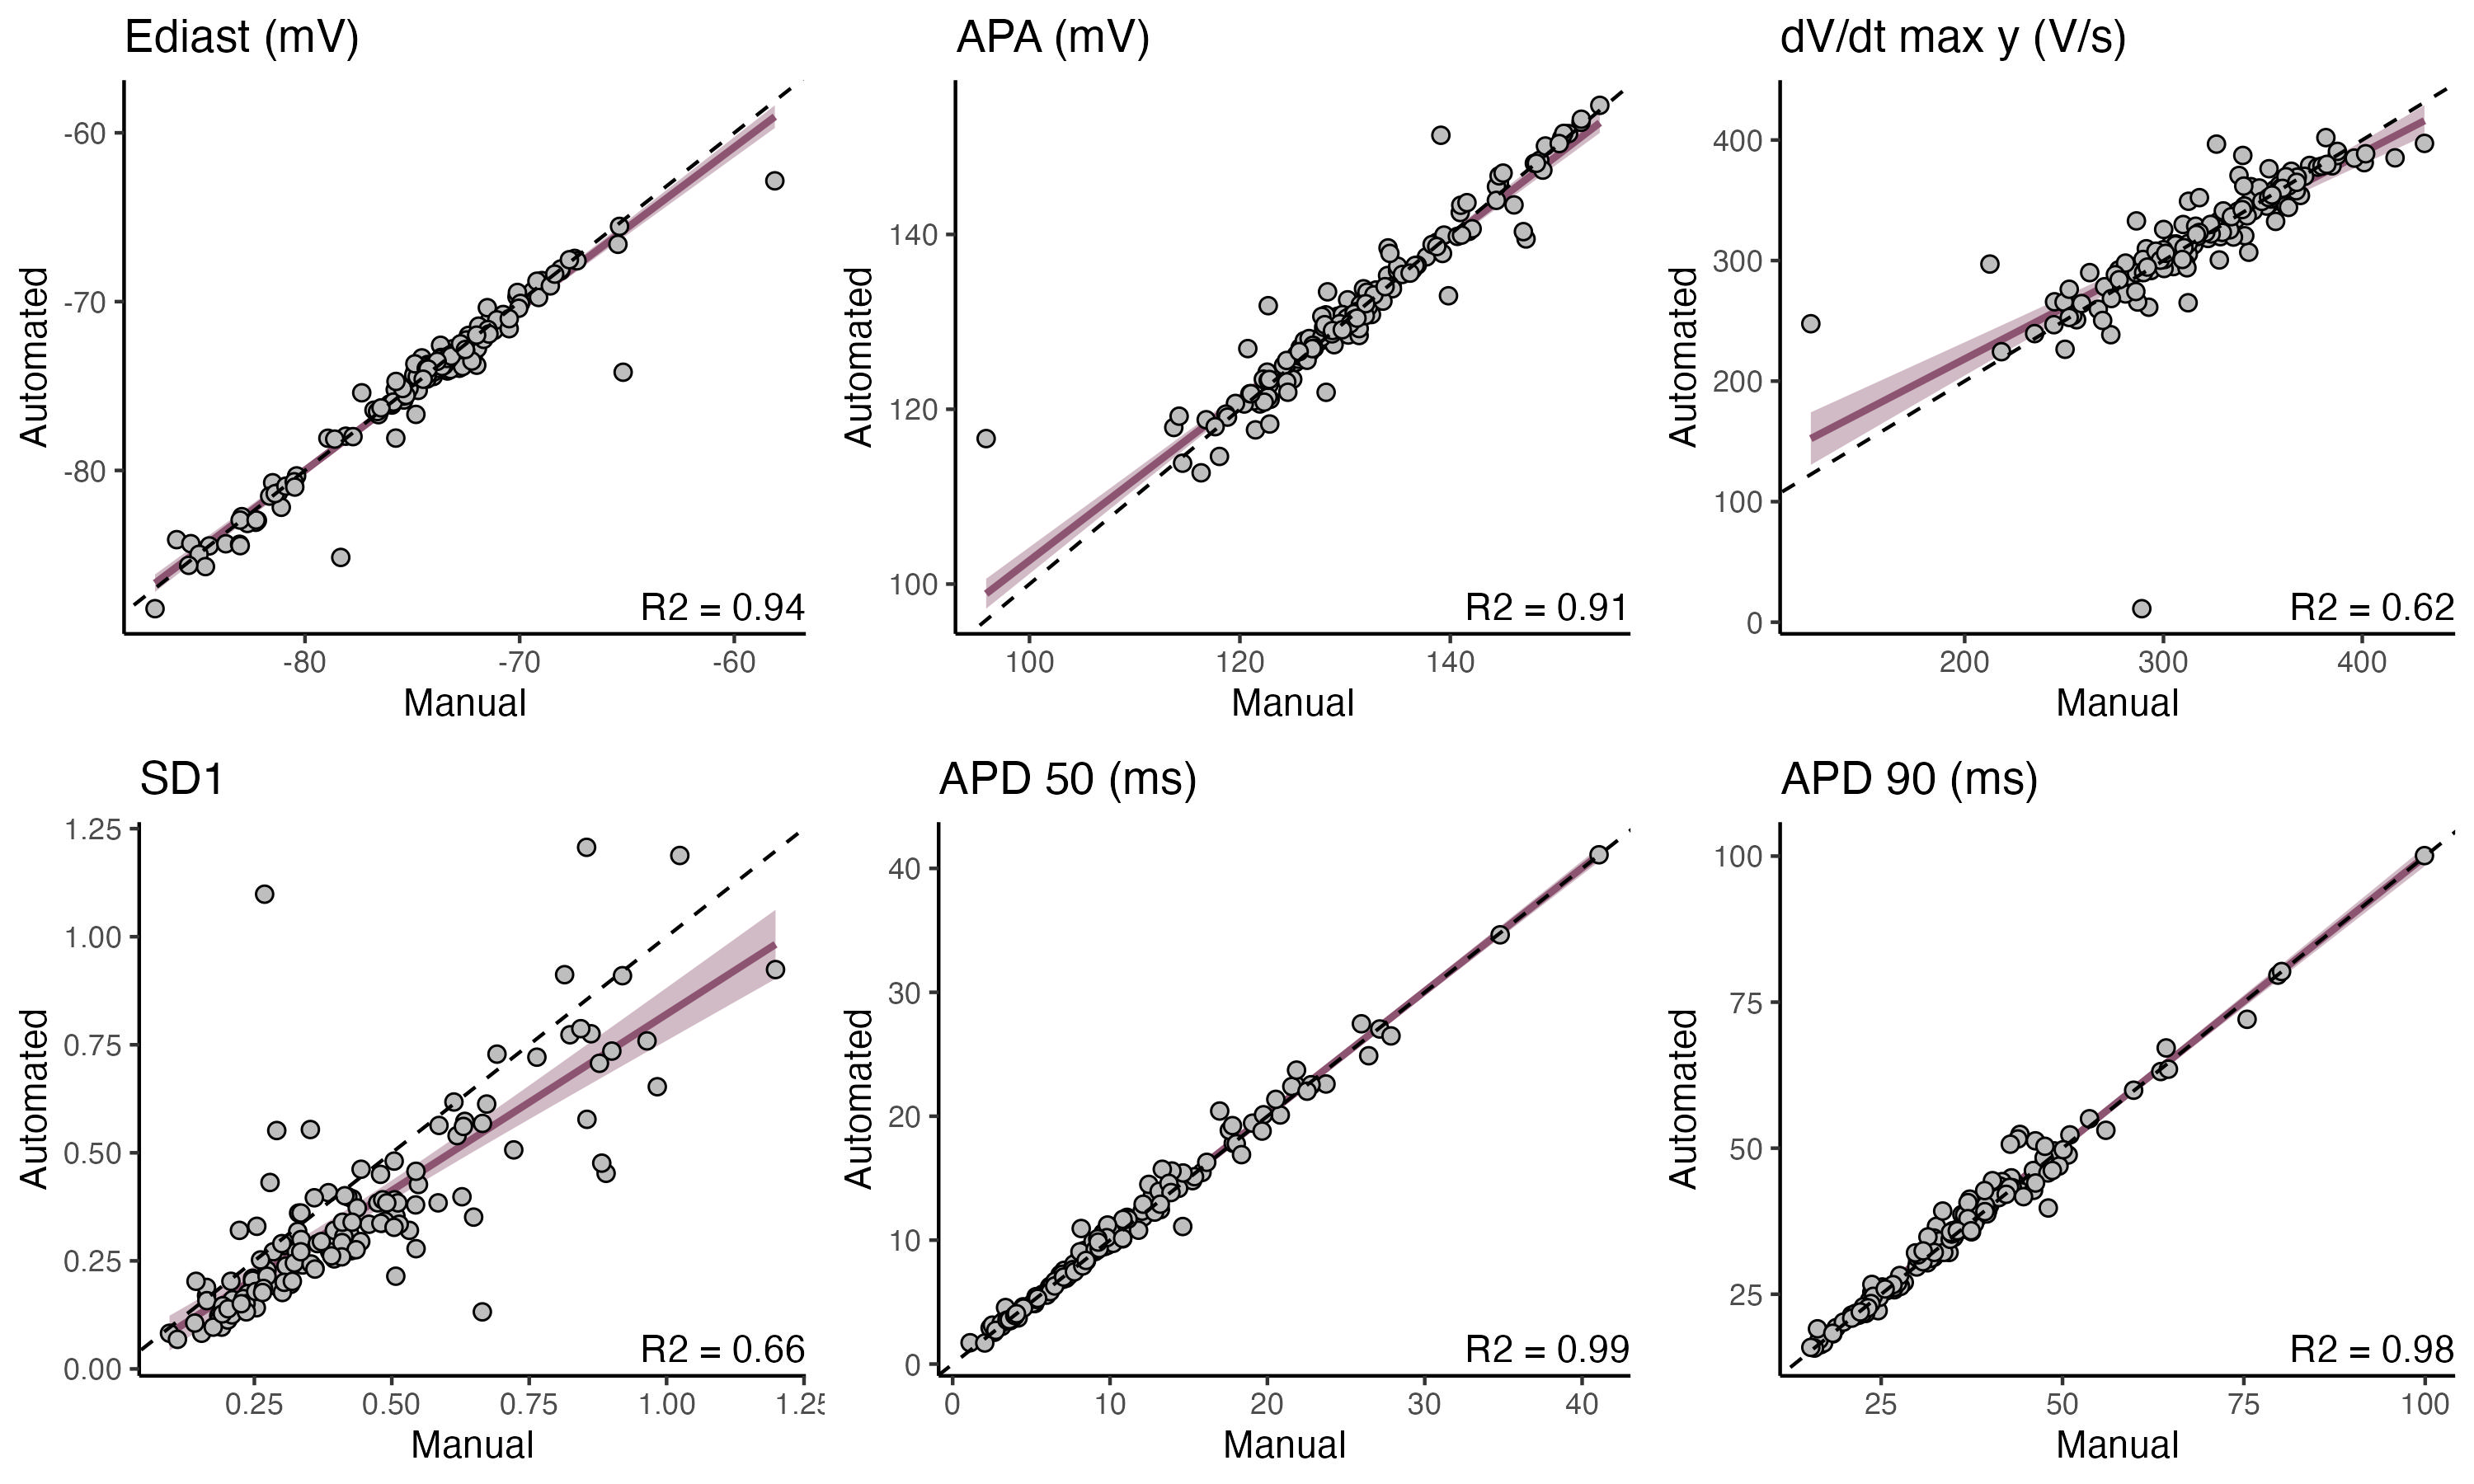 Ediast (mV)
Automated
-60
-70
-80
R2 = 0.94
-80 -70 -60
Manual
APA (mV)
Automated
140
120
100
R2 = 0.91
100 120 140
Manual
dV/dt max y (V/s)
Automated
400
300
200
100
0
R2 = 0.62
200 300 400
Manual
SD1
Automated
1.25
1.00
0.75
0.50
0.25
0.00
R2 = 0.66
0.25 0.50 0.75 1.00 1.25
Manual
APD 50 (ms)
Automated
40
30
20
10
0
R2 = 0.99
0 10 20 30 40
Manual
APD 90 (ms)
Automated
100
75
50
25
R2 = 0.98
25 50 75 100
Manual